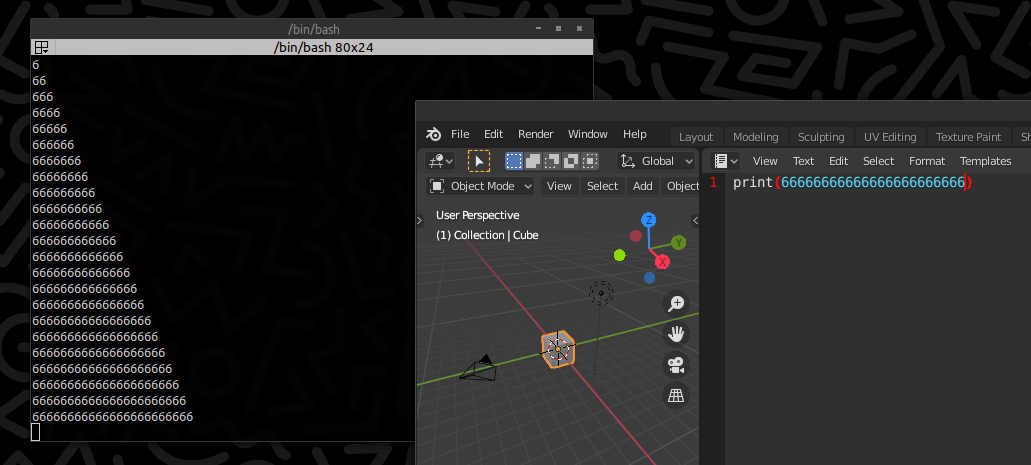 /bin/bash
/bin/bash 80x24
6
66
666
6666
66666
666666
6666666
66666666
666666666
6666666666
66666666666
666666666666
6666666666666
66666666666666
666666666666666
6666666666666666
66666666666666666
666666666666666666
6666666666666666666
66666666666666666666
666666666666666666666
6666666666666666666666
66666666666666666666666
File Edit Render Window Help Layout Modeling Sculpting UV Editing Texture Paint
Global View Text Edit Select Format Templates
Object Mode View Select Add Object
1 print(66666666666666666666666)
User Perspective
(1) Collection | Cube
Z
Y
X